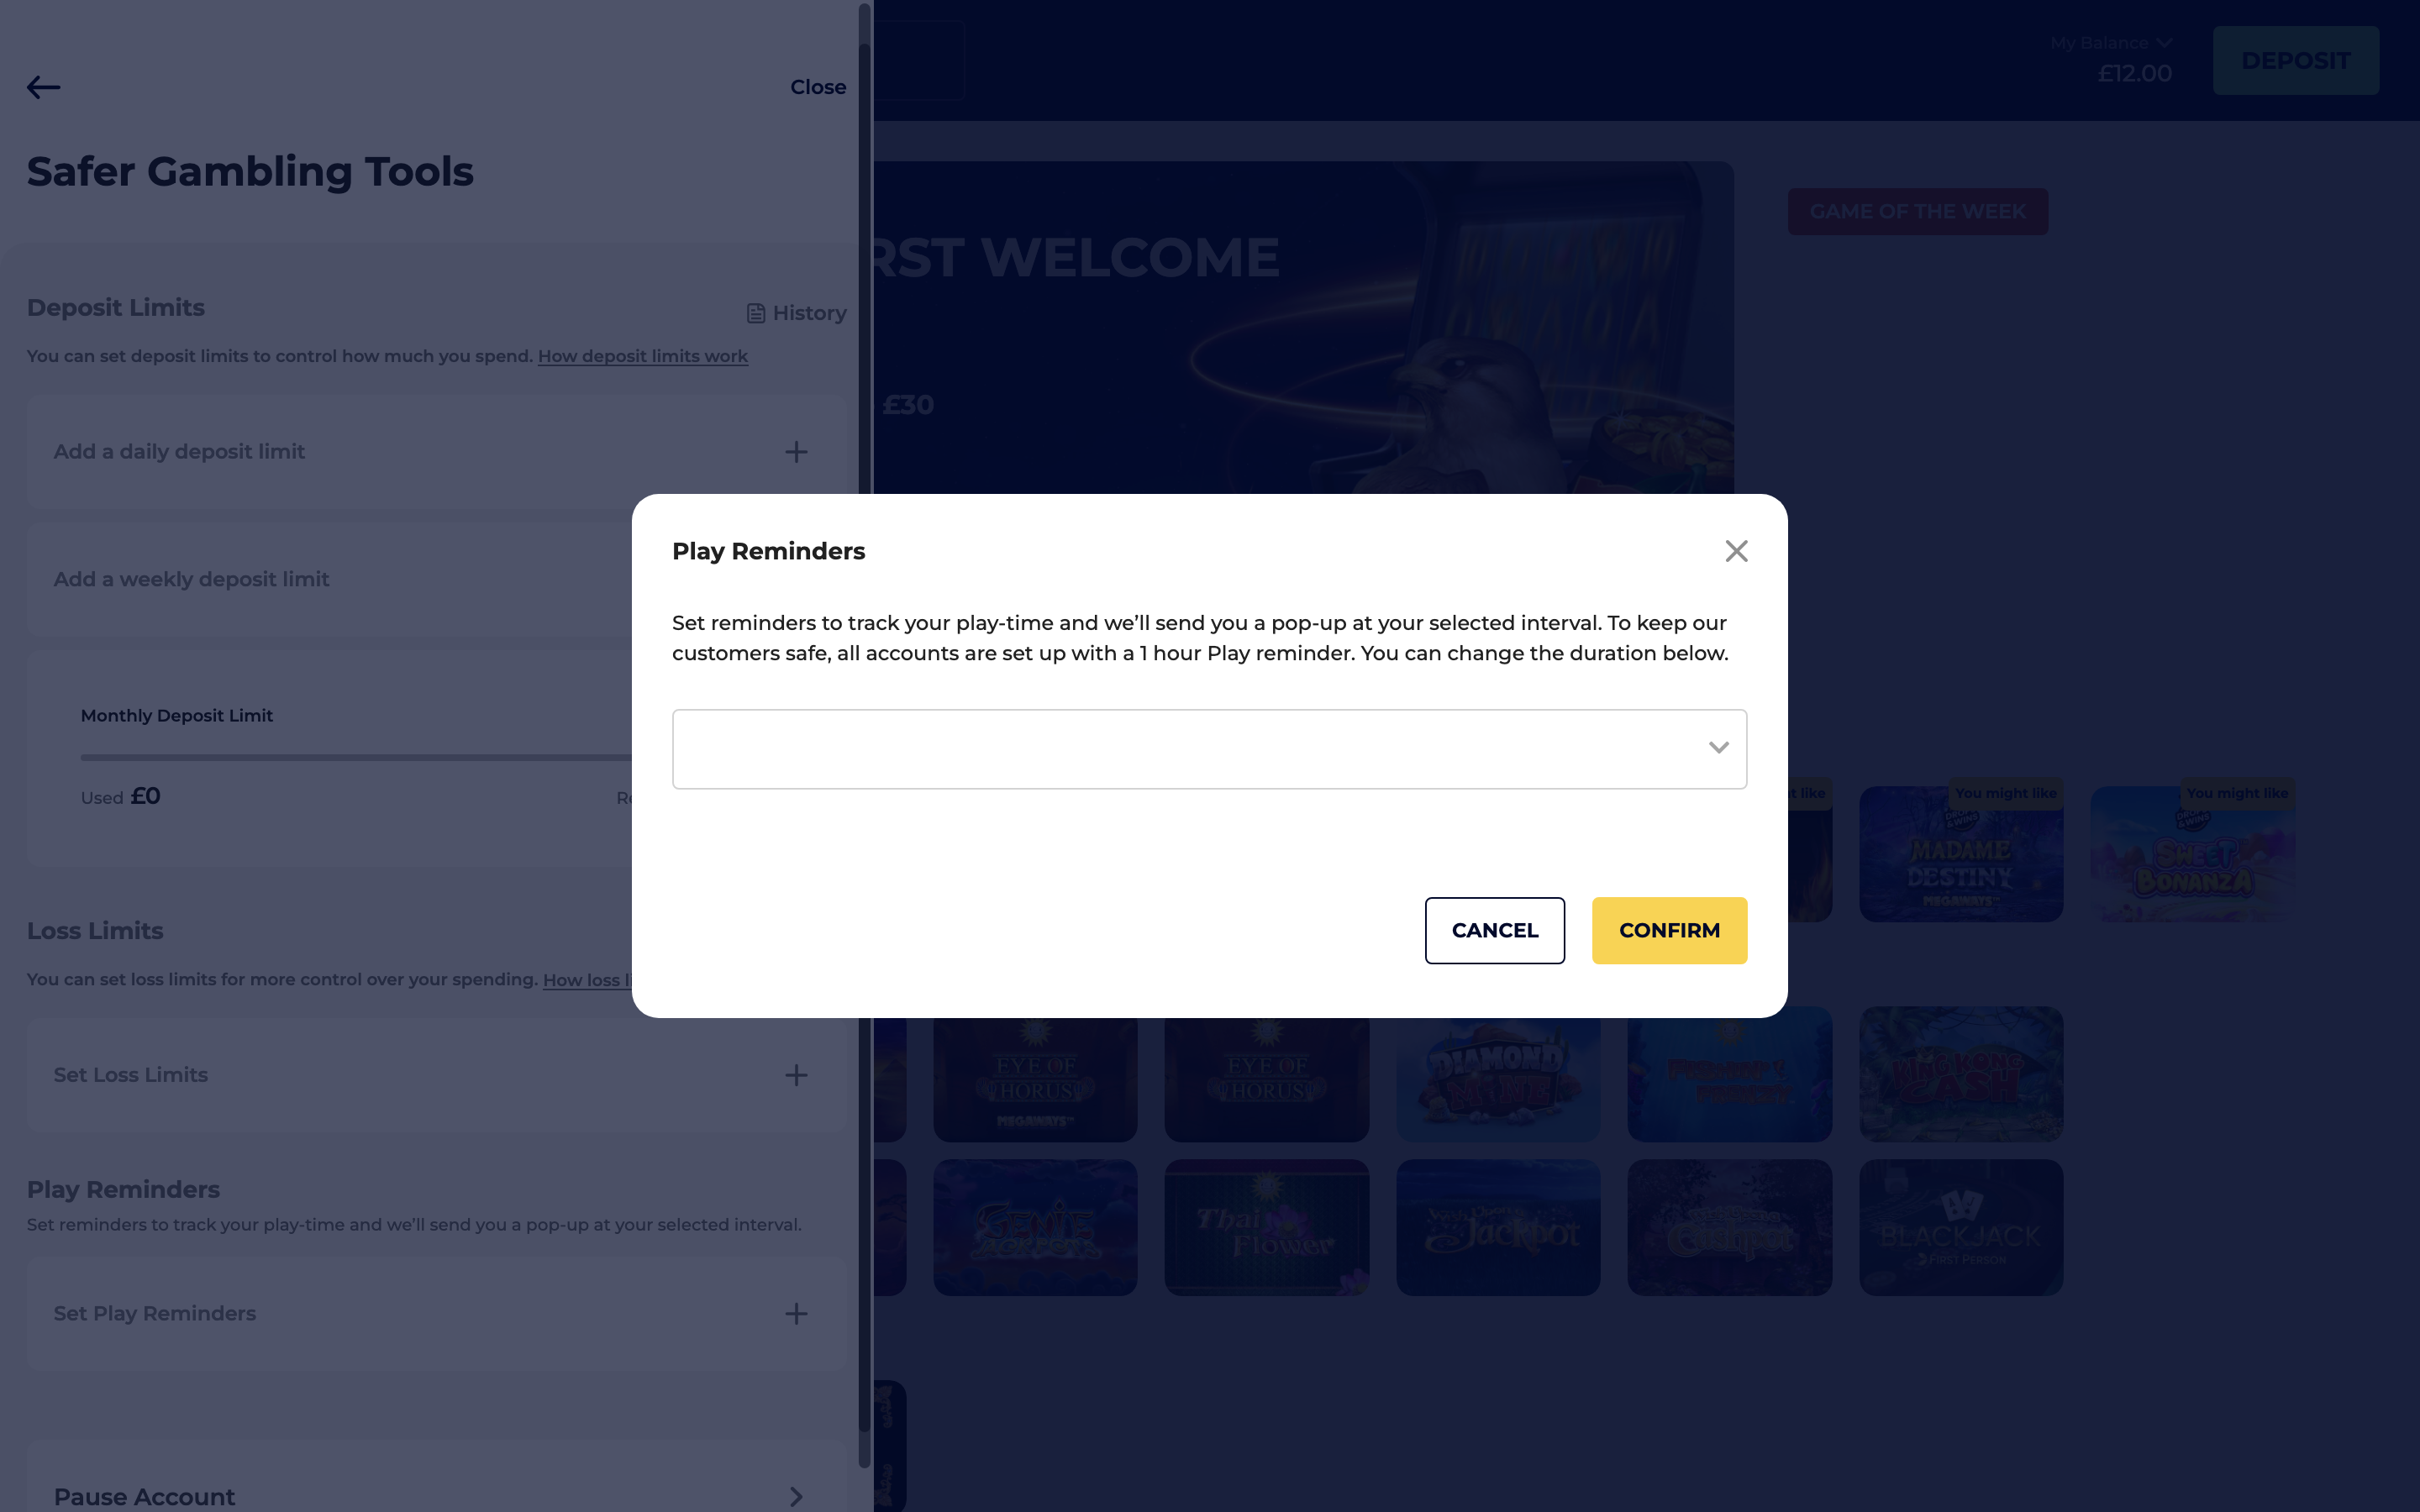 Close
My Balance
£12.00
DEPOSIT
Safer Gambling Tools
GAME OF THE WEEK
RST WELCOME
£30
Deposit Limits
History
You can set deposit limits to control how much you spend. How deposit limits work
Add a daily deposit limit
Add a weekly deposit limit
Monthly Deposit Limit
Used £0
Play Reminders
Set reminders to track your play-time and we’ll send you a pop-up at your selected interval. To keep our
customers safe, all accounts are set up with a 1 hour Play reminder. You can change the duration below.
CANCEL
CONFIRM
like
You might like
You might like
DROPS & WINS
MADAME
DESTINY
MEGAWAYS™
DROPS & WINS
SWEET
BONANZA
Loss Limits
You can set loss limits for more control over your spending. How loss
Set Loss Limits
EYE OF
HORUS
MEGAWAYS™
EYE OF
HORUS
DIAMOND
MINE
FISHIN'
FRENZY
KING KONG
CASH
Play Reminders
Set reminders to track your play-time and we’ll send you a pop-up at your selected interval.
Set Play Reminders
GENIE
JACKPOTS
Thai
Flower
Jackpot
BLACKJACK
FIRST PERSON
Pause Account